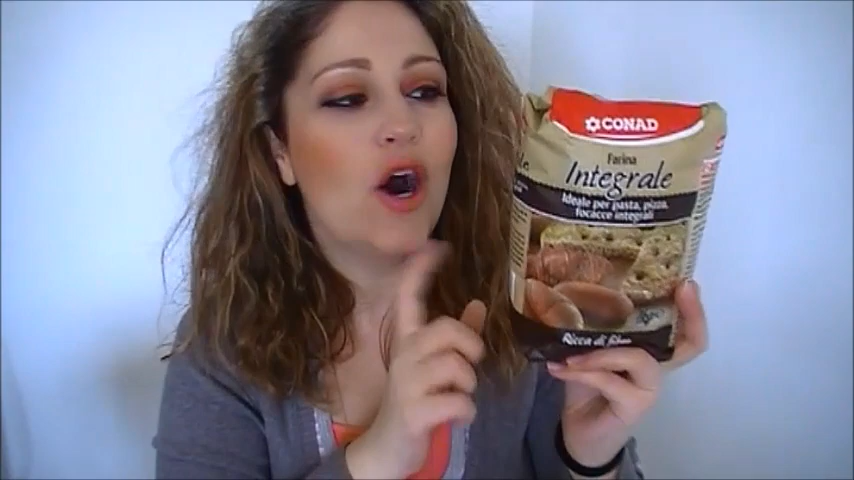 CONAD
Farina
Integrale
Ideale per pasta, pizza,
focacce integrali
Ricca di fibre